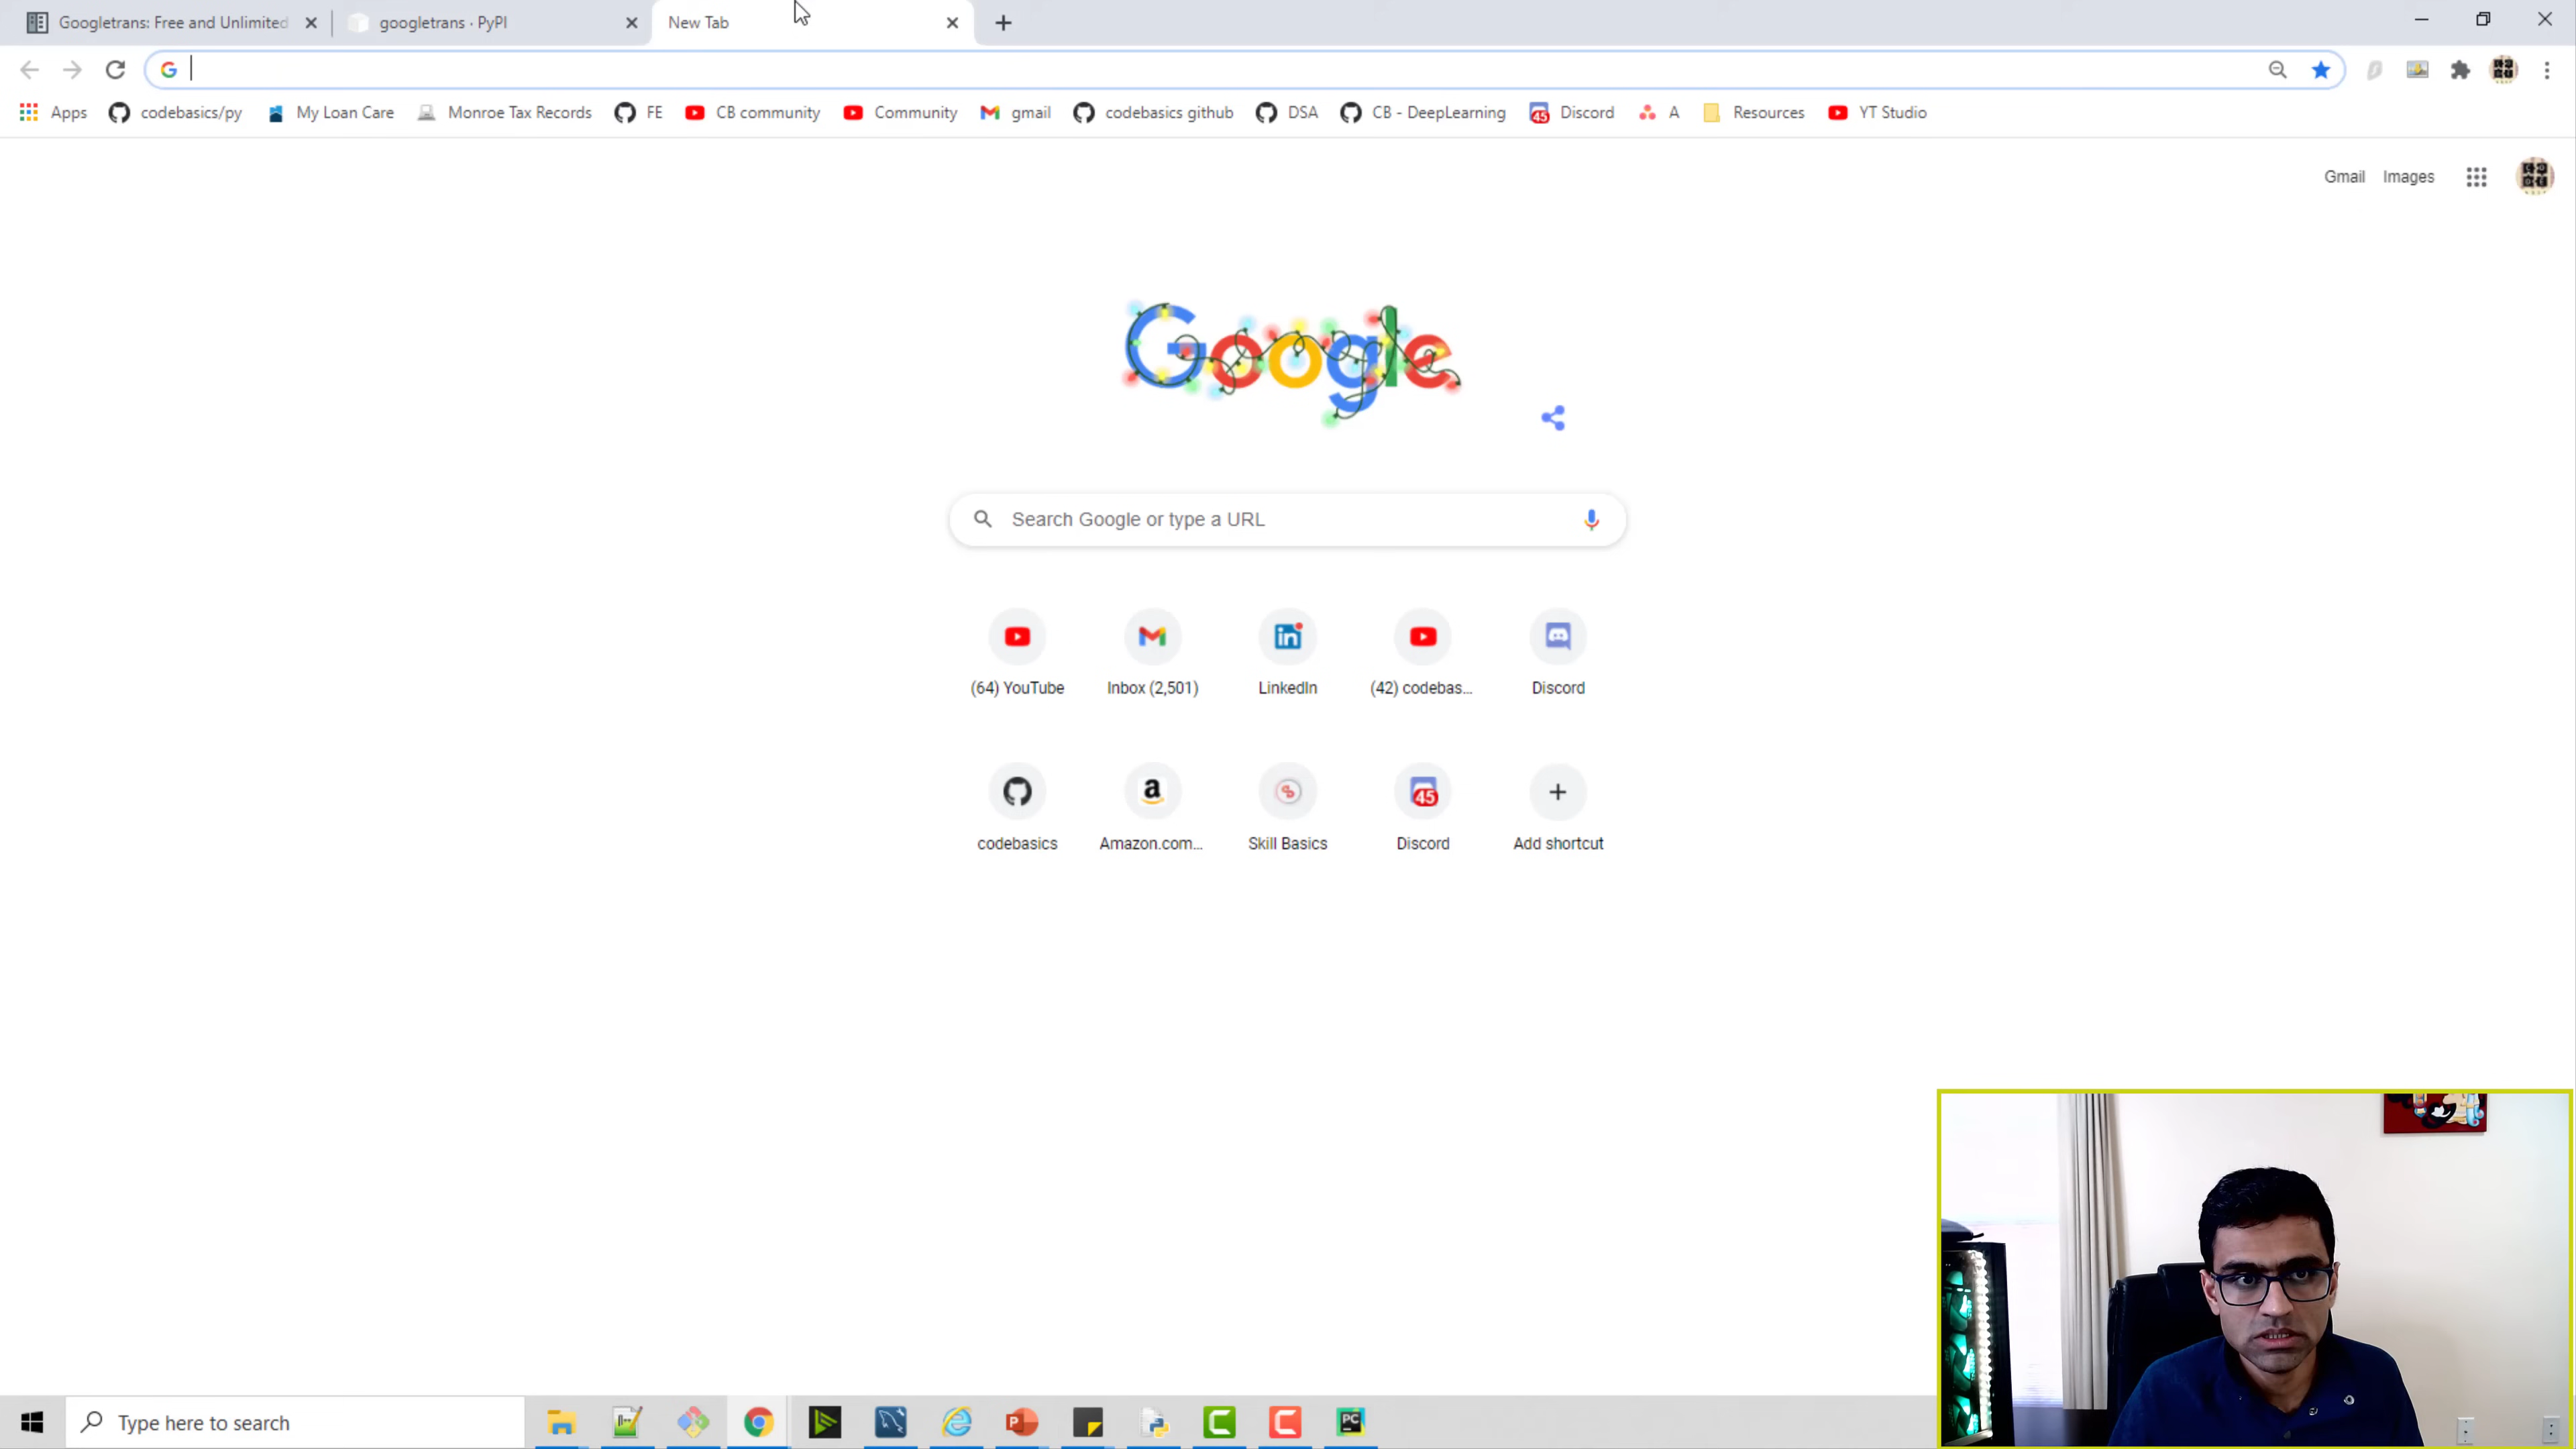 Googletrans: Free and Unlimited
googletrans · PyPI
New Tab
Apps
codebasics/py
My Loan Care
Monroe Tax Records
FE
CB community
Community
gmail
codebasics github
DSA
CB - DeepLearning
45
Discord
A
Resources
YT Studio
Gmail
Images
Google
Search Google or type a URL
(64) YouTube
Inbox (2,501)
LinkedIn
(42) codebas...
Discord
codebasics
Amazon.com...
Skill Basics
45
Discord
Add shortcut
Type here to search